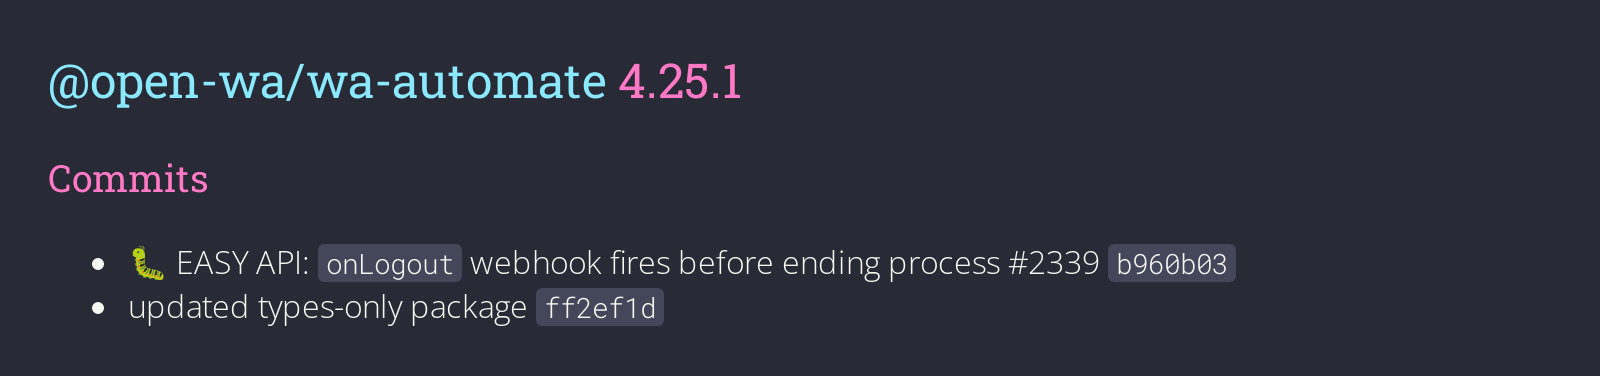 @open-wa/wa-automate 4.25.1
Commits
• 🐛 EASY API: onLogout webhook fires before ending process #2339 b960b03
• updated types-only package ff2ef1d